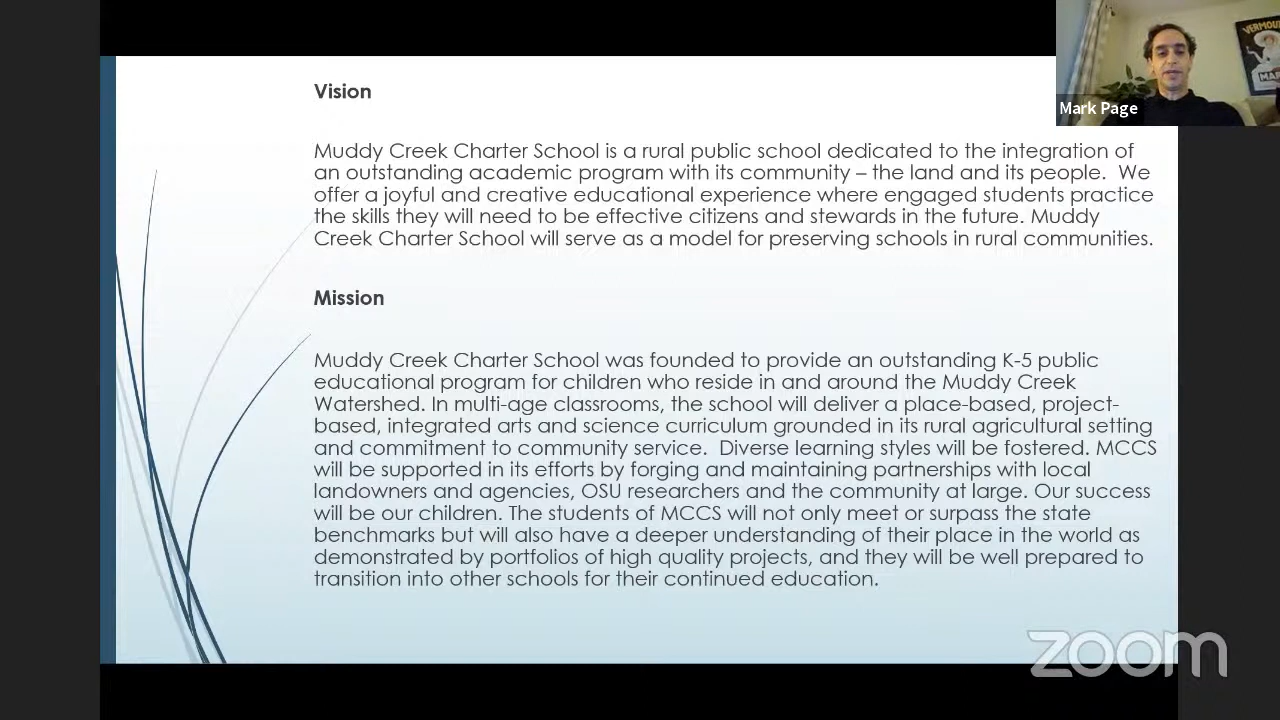 Vision
Muddy Creek Charter School is a rural public school dedicated to the integration of
an outstanding academic program with its community – the land and its people.  We
offer a joyful and creative educational experience where engaged students practice
the skills they will need to be effective citizens and stewards in the future. Muddy
Creek Charter School will serve as a model for preserving schools in rural communities.
Mission
Muddy Creek Charter School was founded to provide an outstanding K-5 public
educational program for children who reside in and around the Muddy Creek
Watershed. In multi-age classrooms, the school will deliver a place-based, project-
based, integrated arts and science curriculum grounded in its rural agricultural setting
and commitment to community service.  Diverse learning styles will be fostered. MCCS
will be supported in its efforts by forging and maintaining partnerships with local
landowners and agencies, OSU researchers and the community at large. Our success
will be our children. The students of MCCS will not only meet or surpass the state
benchmarks but will also have a deeper understanding of their place in the world as
demonstrated by portfolios of high quality projects, and they will be well prepared to
transition into other schools for their continued education.
Mark Page
zoom